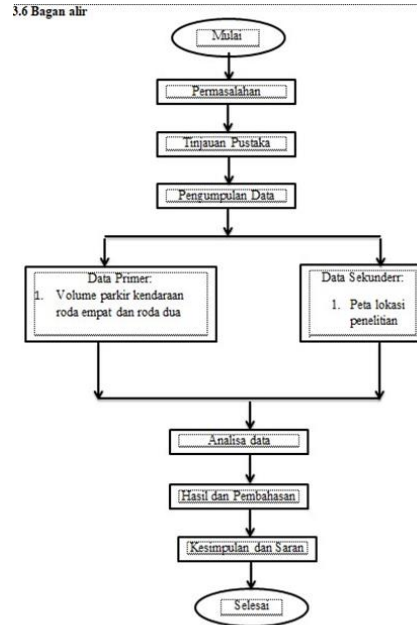 3.6 Bagan alir
Mulai
Permasalahan
Tinjauan Pustaka
Pengumpulan Data
Data Primer:
1. Volume parkir kendaraan
roda empat dan roda dua
Data Sekunderr:
1. Peta lokasi
penelitian
Analisa data
Hasil dan Pembahasan
Kesimpulan dan Saran
Selesai